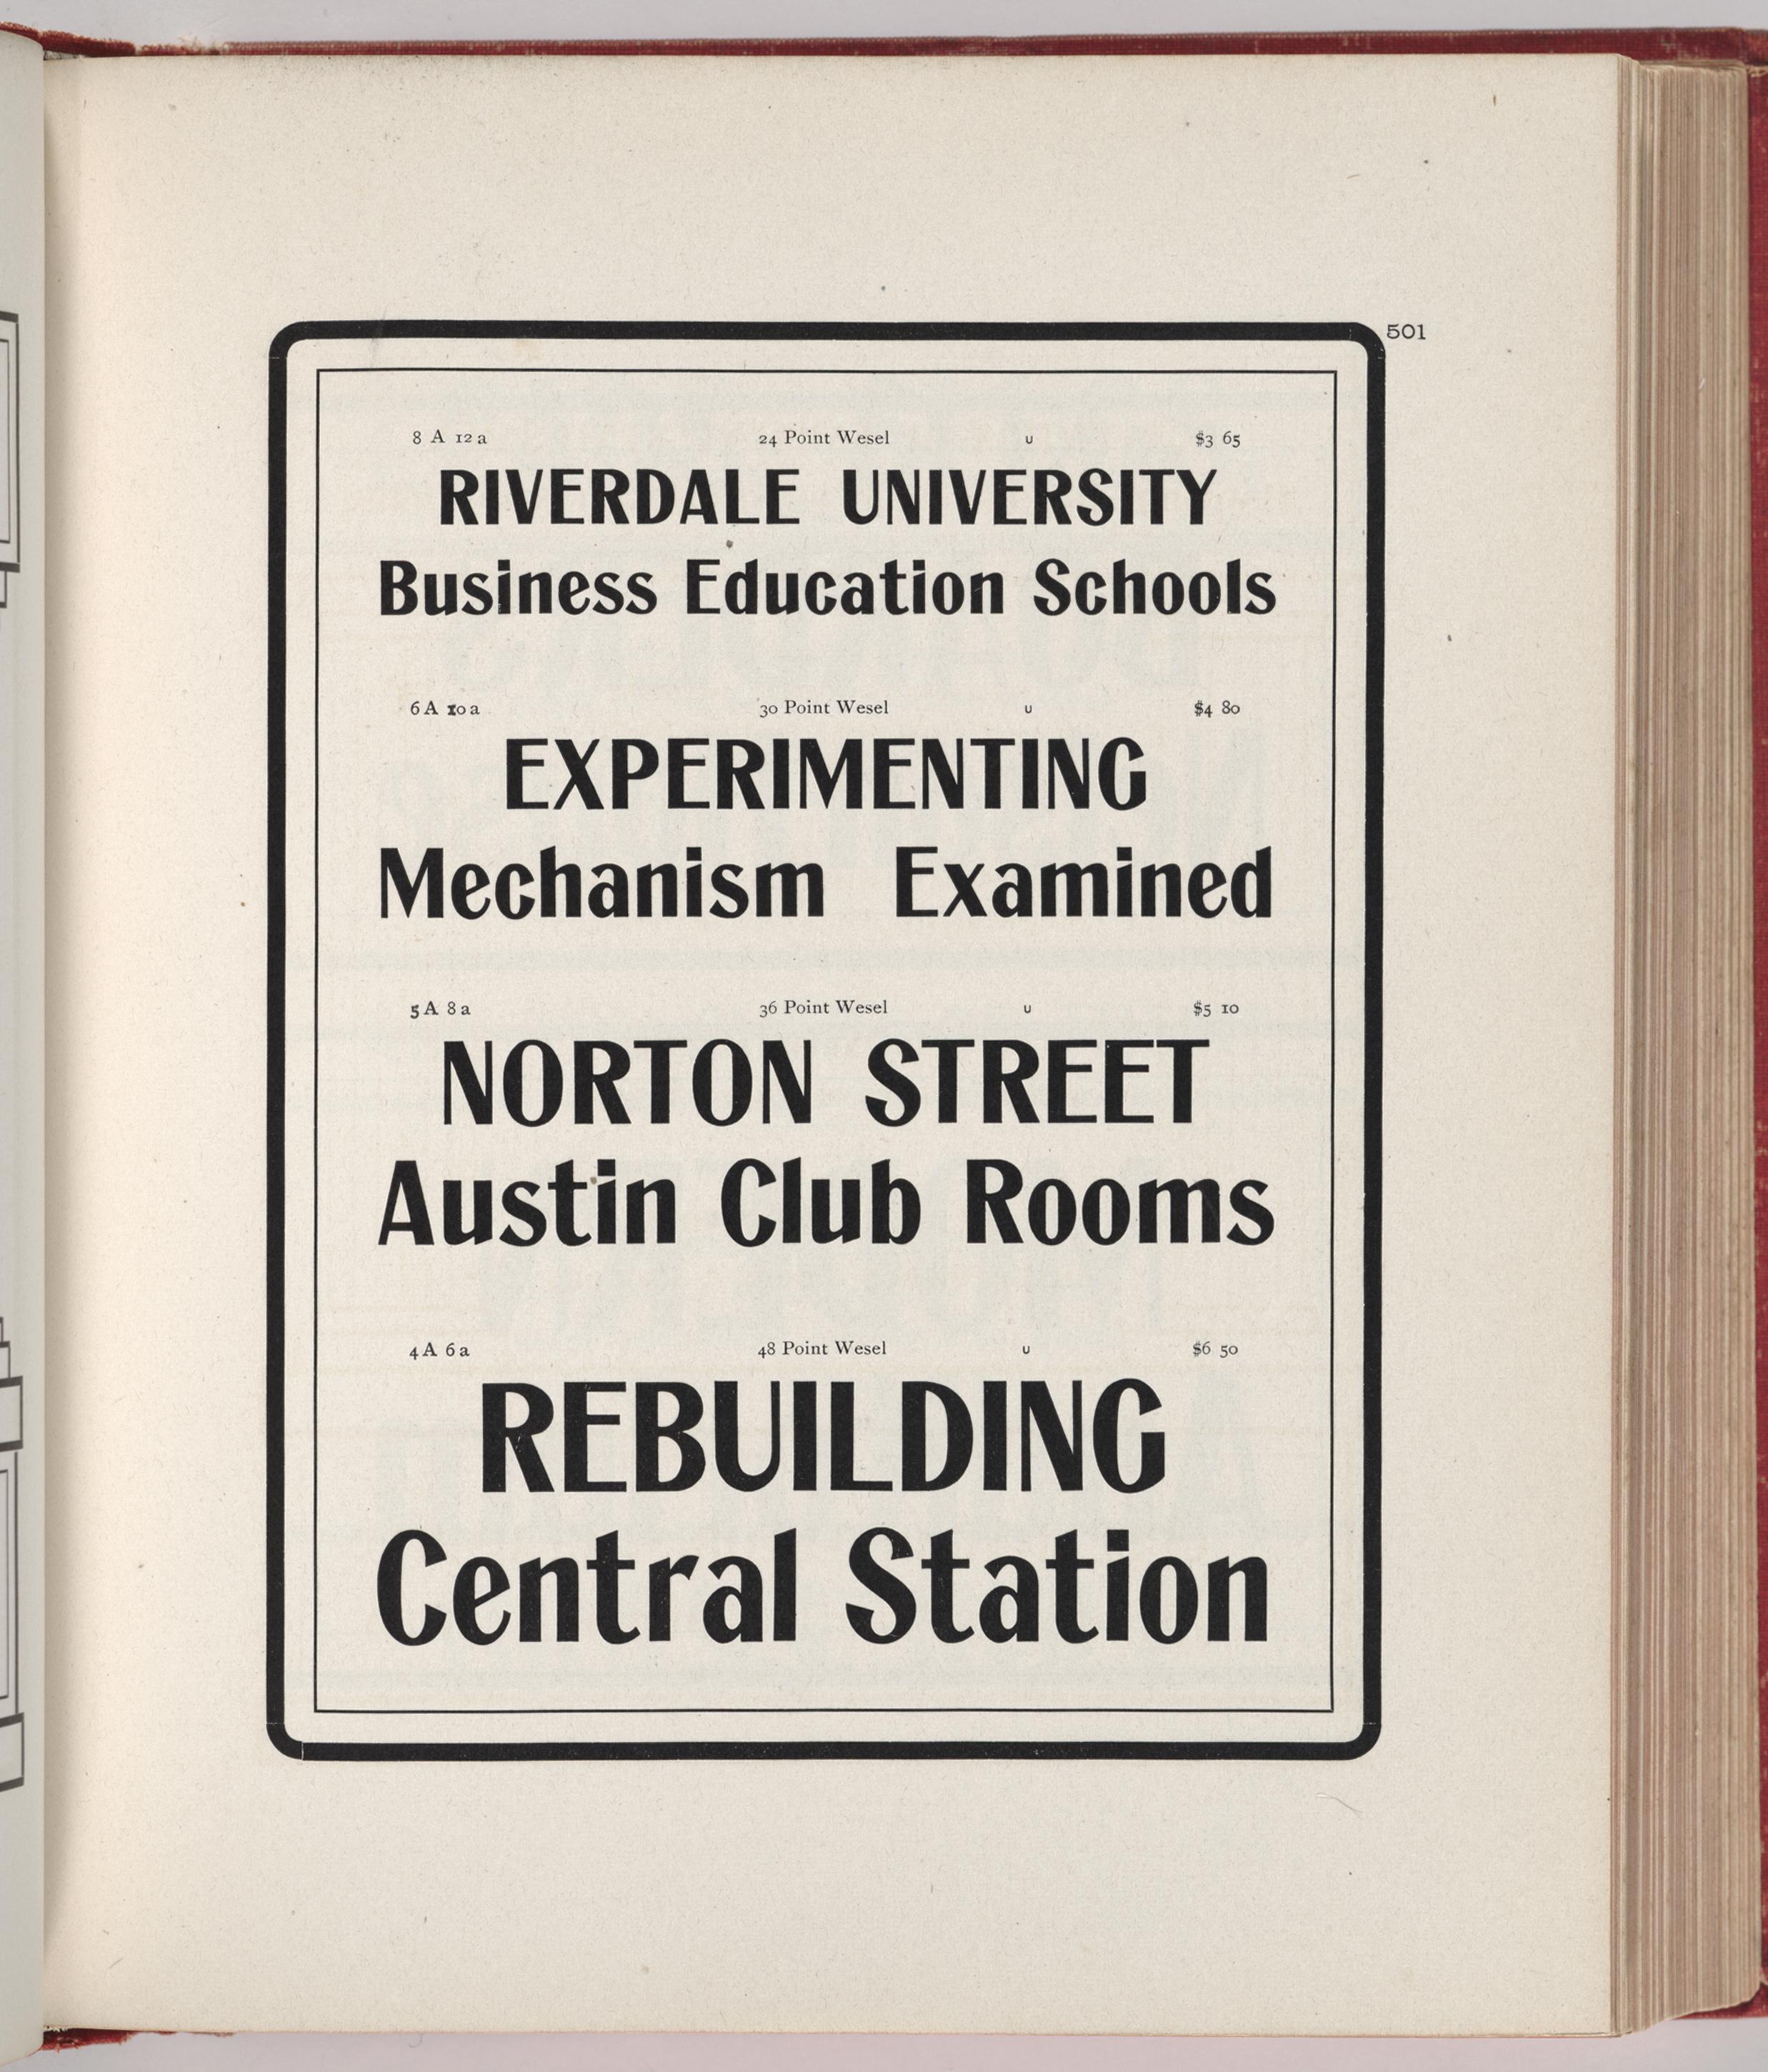 501
8 A 12 a 24 Point Wesel u $3 65
RIVERDALE UNIVERSITY
Business Education Schools
6 A 10 a 30 Point Wesel u $4 80
EXPERIMENTING
Mechanism Examined
5 A 8 a 36 Point Wesel u $5 10
NORTON STREET
Austin Club Rooms
4 A 6 a 48 Point Wesel u $6 50
REBUILDING
Central Station